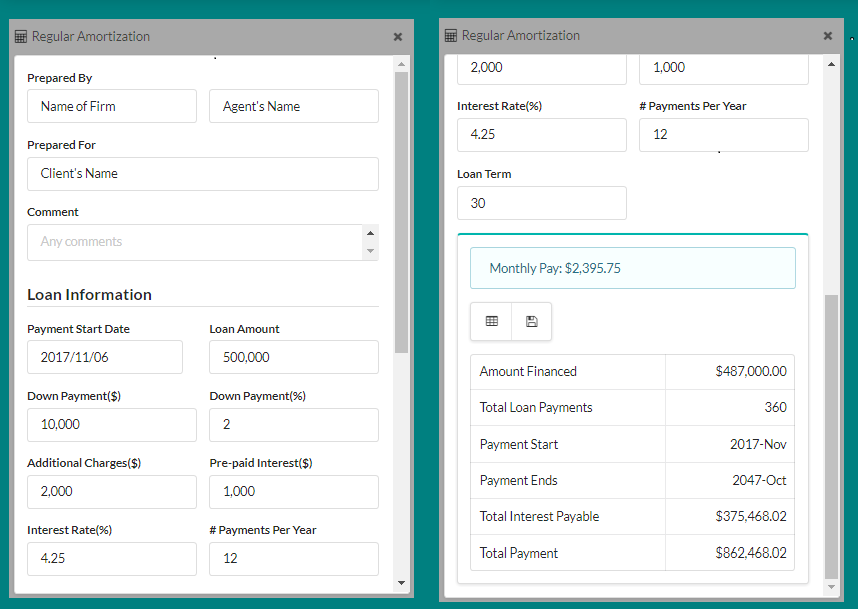 Regular Amortization
Prepared By
Name of Firm Agent's Name
Prepared For
Client's Name
Comment
Any comments
Loan Information
Payment Start Date Loan Amount
2017/11/06 500,000
Down Payment($) Down Payment(%)
10,000 2
Additional Charges($) Pre-paid Interest($)
2,000 1,000
Interest Rate(%) # Payments Per Year
4.25 12
Regular Amortization
2,000 1,000
Interest Rate(%) # Payments Per Year
4.25 12
Loan Term
30
Monthly Pay: $2,395.75
Amount Financed $487,000.00
Total Loan Payments 360
Payment Start 2017-Nov
Payment Ends 2047-Oct
Total Interest Payable $375,468.02
Total Payment $862,468.02